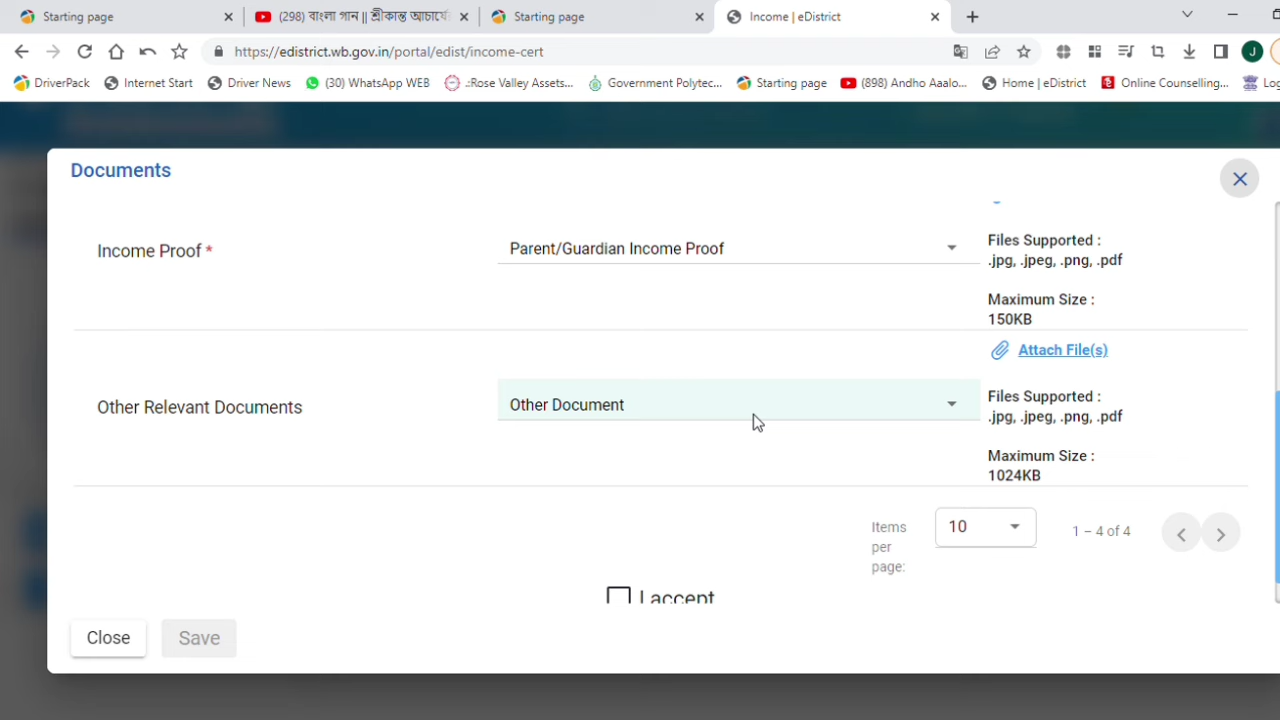 Starting page
(298) বাংলা গান || শ্রীকান্ত আচার্যে
Starting page
Income | eDistrict
https://edistrict.wb.gov.in/portal/edist/income-cert
J
DriverPack
Internet Start
Driver News
(30) WhatsApp WEB
.:Rose Valley Assets...
Government Polytec...
Starting page
(898) Andho Aaalo...
Home | eDistrict
Online Counselling...
Log
Documents
Income Proof *
Parent/Guardian Income Proof
Files Supported :
.jpg, .jpeg, .png, .pdf
Maximum Size :
150KB
Attach File(s)
Other Relevant Documents
Other Document
Files Supported :
.jpg, .jpeg, .png, .pdf
Maximum Size :
1024KB
Items
per
page:
10
1 – 4 of 4
I accept
Close
Save